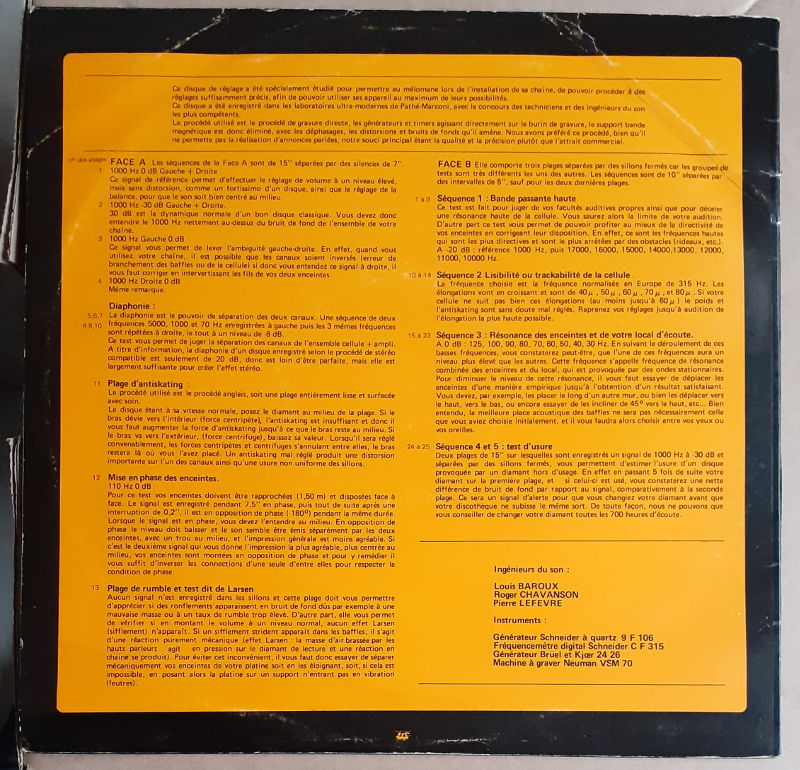 Ce disque de réglage a été spécialement étudié pour permettre au mélomane lors de l'installation de sa chaîne, de pouvoir procéder à des
réglages suffisamment précis, afin de pouvoir utiliser ses appareil au maximum de leurs possibilités.
Ce disque a été enregistré dans les laboratoires ultra-modernes de Pathé-Marconi, avec le concours des techniciens et des ingénieurs du son
les plus compétents.
Le procédé utilisé est le procédé de gravure directe, les générateurs et timers agissant directement sur le burin de gravure, le support bande
magnétique est donc éliminé, avec les déphasages, les distorsions et bruits de fonds qu'il amène. Nous avons préféré ce procédé, bien qu'il
ne permette pas la réalisation d'annonces parlées, notre souci principal étant la qualité et la précision plutôt que l'attrait commercial.
nos des plages
FACE A Les séquences de la Face A sont de 15" séparées par des silences de 7".
1 1000 Hz 0 dB Gauche + Droite
Ce signal de référence permet d'effectuer le réglage de volume à un niveau élevé,
mais sans distorsion, comme un fortissimo d'un disque, ainsi que le réglage de la
balance, pour que le son soit bien centré au milieu.
2 1000 Hz -30 dB Gauche + Droite.
30 dB est la dynamique normale d'un bon disque classique. Vous devez donc
entendre le 1000 Hz nettement au-dessus du bruit de fond de l'ensemble de votre
chaîne.
3 1000 Hz Gauche 0 dB
Ce signal vous permet de lever l'ambiguité gauche-droite. En effet, quand vous
utilisez votre chaîne, il est possible que les canaux soient inversés (erreur de
branchement des baffles ou de la cellule) si donc vous entendez ce signal à droite, il
vous faut corriger en intervertissant les fils de vos deux enceintes.
4 1000 Hz Droite 0 dB
Même remarque.
Diaphonie :
5,6,7 La diaphonie est le pouvoir de séparation des deux canaux. Une séquence de deux
8,9,10 fréquences 5000, 1000 et 70 Hz enregistrées à gauche puis les 3 mêmes fréquences
sont répétées à droite, le tout à un niveau de -8 dB.
Ce test vous permet de juger la séparation des canaux de l'ensemble cellule + ampli.
A titre d'information, la diaphonie d'un disque enregistré selon le procédé de stéréo
compatible est seulement de 20 dB, donc est loin d'être parfaite, mais elle est
largement suffisante pour créer l'effet stéréo.
11 Plage d'antiskating :
Le procédé utilisé est le procédé anglais, soit une plage entièrement lisse et surfacée
avec soin.
Le disque étant à sa vitesse normale, posez le diamant au milieu de la plage. Si le
bras dévie vers l'intérieur (force centripète), l'antiskating est insuffisant et donc il
vous faut augmenter la force d'antiskating jusqu'à ce que le bras reste au milieu. Si
le bras va vers l'extérieur, (force centrifuge), baissez sa valeur. Lorsqu'il sera réglé
convenablement, les forces centripètes et centrifuges s'annulant entre elles, le bras
restera là où vous l'avez placé. Un antiskating mal réglé produit une distorsion
importante sur l'un des canaux ainsi qu'une usure non uniforme des sillons.
12 Mise en phase des enceintes.
110 Hz 0 dB
Pour ce test vos enceintes doivent être rapprochées (1,50 m) et disposées face à
face. Le signal est enregistré pendant 7,5" en phase, puis tout de suite après une
interruption de 0,2", il est en opposition de phase (-180°) pendant la même durée.
Lorsque le signal est en phase, vous devez l'entendre au milieu. En opposition de
phase le niveau doit baisser et le son semble être émis séparément par les deux
enceintes, avec un trou au milieu, et l'impression générale est moins agréable. Si
c'est le deuxième signal qui vous donne l'impression la plus agréable, plus centrée au
milieu, vos enceintes sont montées en opposition de phase et pour y remédier il
vous suffit d'inverser les connections d'une seule d'entre elles pour respecter la
condition de phase.
13 Plage de rumble et test dit de Larsen
Aucun signal n'est enregistré dans les sillons et cette plage doit vous permettre
d'apprécier si des ronflements apparaissent en bruit de fond dûs par exemple à une
mauvaise masse ou à un taux de rumble trop élevé. D'autre part, elle vous permet
de vérifier si en montant le volume à un niveau normal, aucun effet Larsen
(sifflement) n'apparaît. Si un sifflement strident apparaît dans les baffles, il s'agit
d'une réaction purement mécanique (effet Larsen : la masse d'air brassée par les
hauts parleurs agit en pression sur le diamant de lecture et une réaction en
chaîne se produit). Pour éviter cet inconvénient, il vous faut donc essayer de séparer
mécaniquement vos enceintes de votre platine soit en les éloignant, soit, si cela est
impossible, en posant alors la platine sur un support n'entrant pas en vibration
(feutres).
FACE B Elle comporte trois plages séparées par des sillons fermés car les groupes de
tests sont très différents les uns des autres. Les séquences sont de 10" séparées par
des intervalles de 5", sauf pour les deux dernières plages.
1 à 9 Séquence 1 : Bande passante haute
Ce test est fait pour juger de vos facultés auditives propres ainsi que pour déceler
une résonance haute de la cellule. Vous saurez alors la limite de votre audition.
D'autre part ce test vous permet de pouvoir profiter au mieux de la directivité de
vos enceintes en corrigeant leur disposition. En effet, ce sont les fréquences hautes
qui sont les plus directives et sont le plus arrêtées par des obstacles (rideaux, etc.).
A -20 dB : référence 1000 Hz, puis 17000, 16000, 15000, 14000,13000, 12000,
11000, 10000 Hz.
10 à 14 Séquence 2 Lisibilité ou trackabilité de la cellule.
La fréquence choisie est la fréquence normalisée en Europe de 315 Hz. Les
élongations vont en croissant et sont de 40 µ , 50 µ , 60 µ , 70 µ , et 80 µ . Si votre
cellule ne suit pas bien ces élongations (au moins jusqu'à 60 µ ) le poids et
l'antiskating sont sans doute mal réglés. Reprenez vos réglages jusqu'à audition de
l'élongation la plus haute possible.
15 à 23 Séquence 3 : Résonance des enceintes et de votre local d'écoute.
A 0 dB : 125, 100, 90, 80, 70, 60, 50, 40, 30 Hz. En suivant le déroulement de ces
basses fréquences, vous constaterez peut-être, que l'une de ces fréquences aura un
niveau plus élevé que les autres. Cette fréquence s'appelle fréquence de résonance
combinée des enceintes et du local, qui est provoquée par des ondes stationnaires.
Pour diminuer le niveau de cette résonance, il vous faut essayer de déplacer les
enceintes d'une manière empirique jusqu'à l'obtention d'un résultat satisfaisant.
Vous devez, par exemple, les placer le long d'un autre mur, ou bien les déplacer vers
le haut, vers le bas, ou encore essayer de les incliner de 45° vers le haut, etc... Bien
entendu, la meilleure place acoustique des baffles ne sera pas nécessairement celle
que vous aviez choisie initialement, et il vous faudra alors choisir entre vos yeux ou
vos oreilles.
24 à 25 Séquence 4 et 5 : test d'usure
Deux plages de 15" sur lesquelles sont enregistrés un signal de 1000 Hz à -30 dB et
séparées par des sillons fermés, vous permettent d'estimer l'usure d'un disque
provoquée par un diamant hors d'usage. En effet en passant 5 fois de suite votre
diamant sur la première plage, et si celui-ci est usé, vous constaterez une nette
différence de bruit de fond par rapport au signal, comparativement à la seconde
plage. Ce sera un signal d'alerte pour que vous changiez votre diamant avant que
votre discothèque ne subisse le même sort. De toute façon, nous ne pouvons que
vous conseiller de changer votre diamant toutes les 700 heures d'écoute.
Ingénieurs du son :
Louis BAROUX
Roger CHAVANSON
Pierre LEFEVRE
Instruments :
Générateur Schneider à quartz 9 F 106
Fréquencemètre digital Schneider C F 315
Générateur Brüel et Kjœr 24 26
Machine à graver Neuman VSM 70